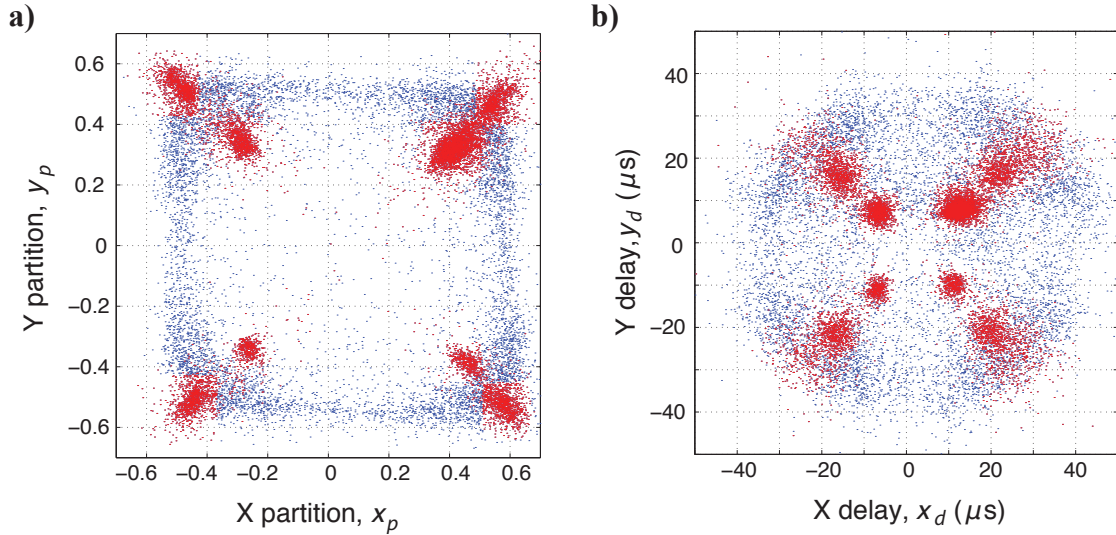 a)
0.6
0.4
0.2
0
−0.2
−0.4
−0.6
Y partition, y_p
−0.6 −0.4 −0.2 0 0.2 0.4 0.6
X partition, x_p
b)
40
20
0
−20
−40
Y delay, y_d (μs)
−40 −20 0 20 40
X delay, x_d (μs)